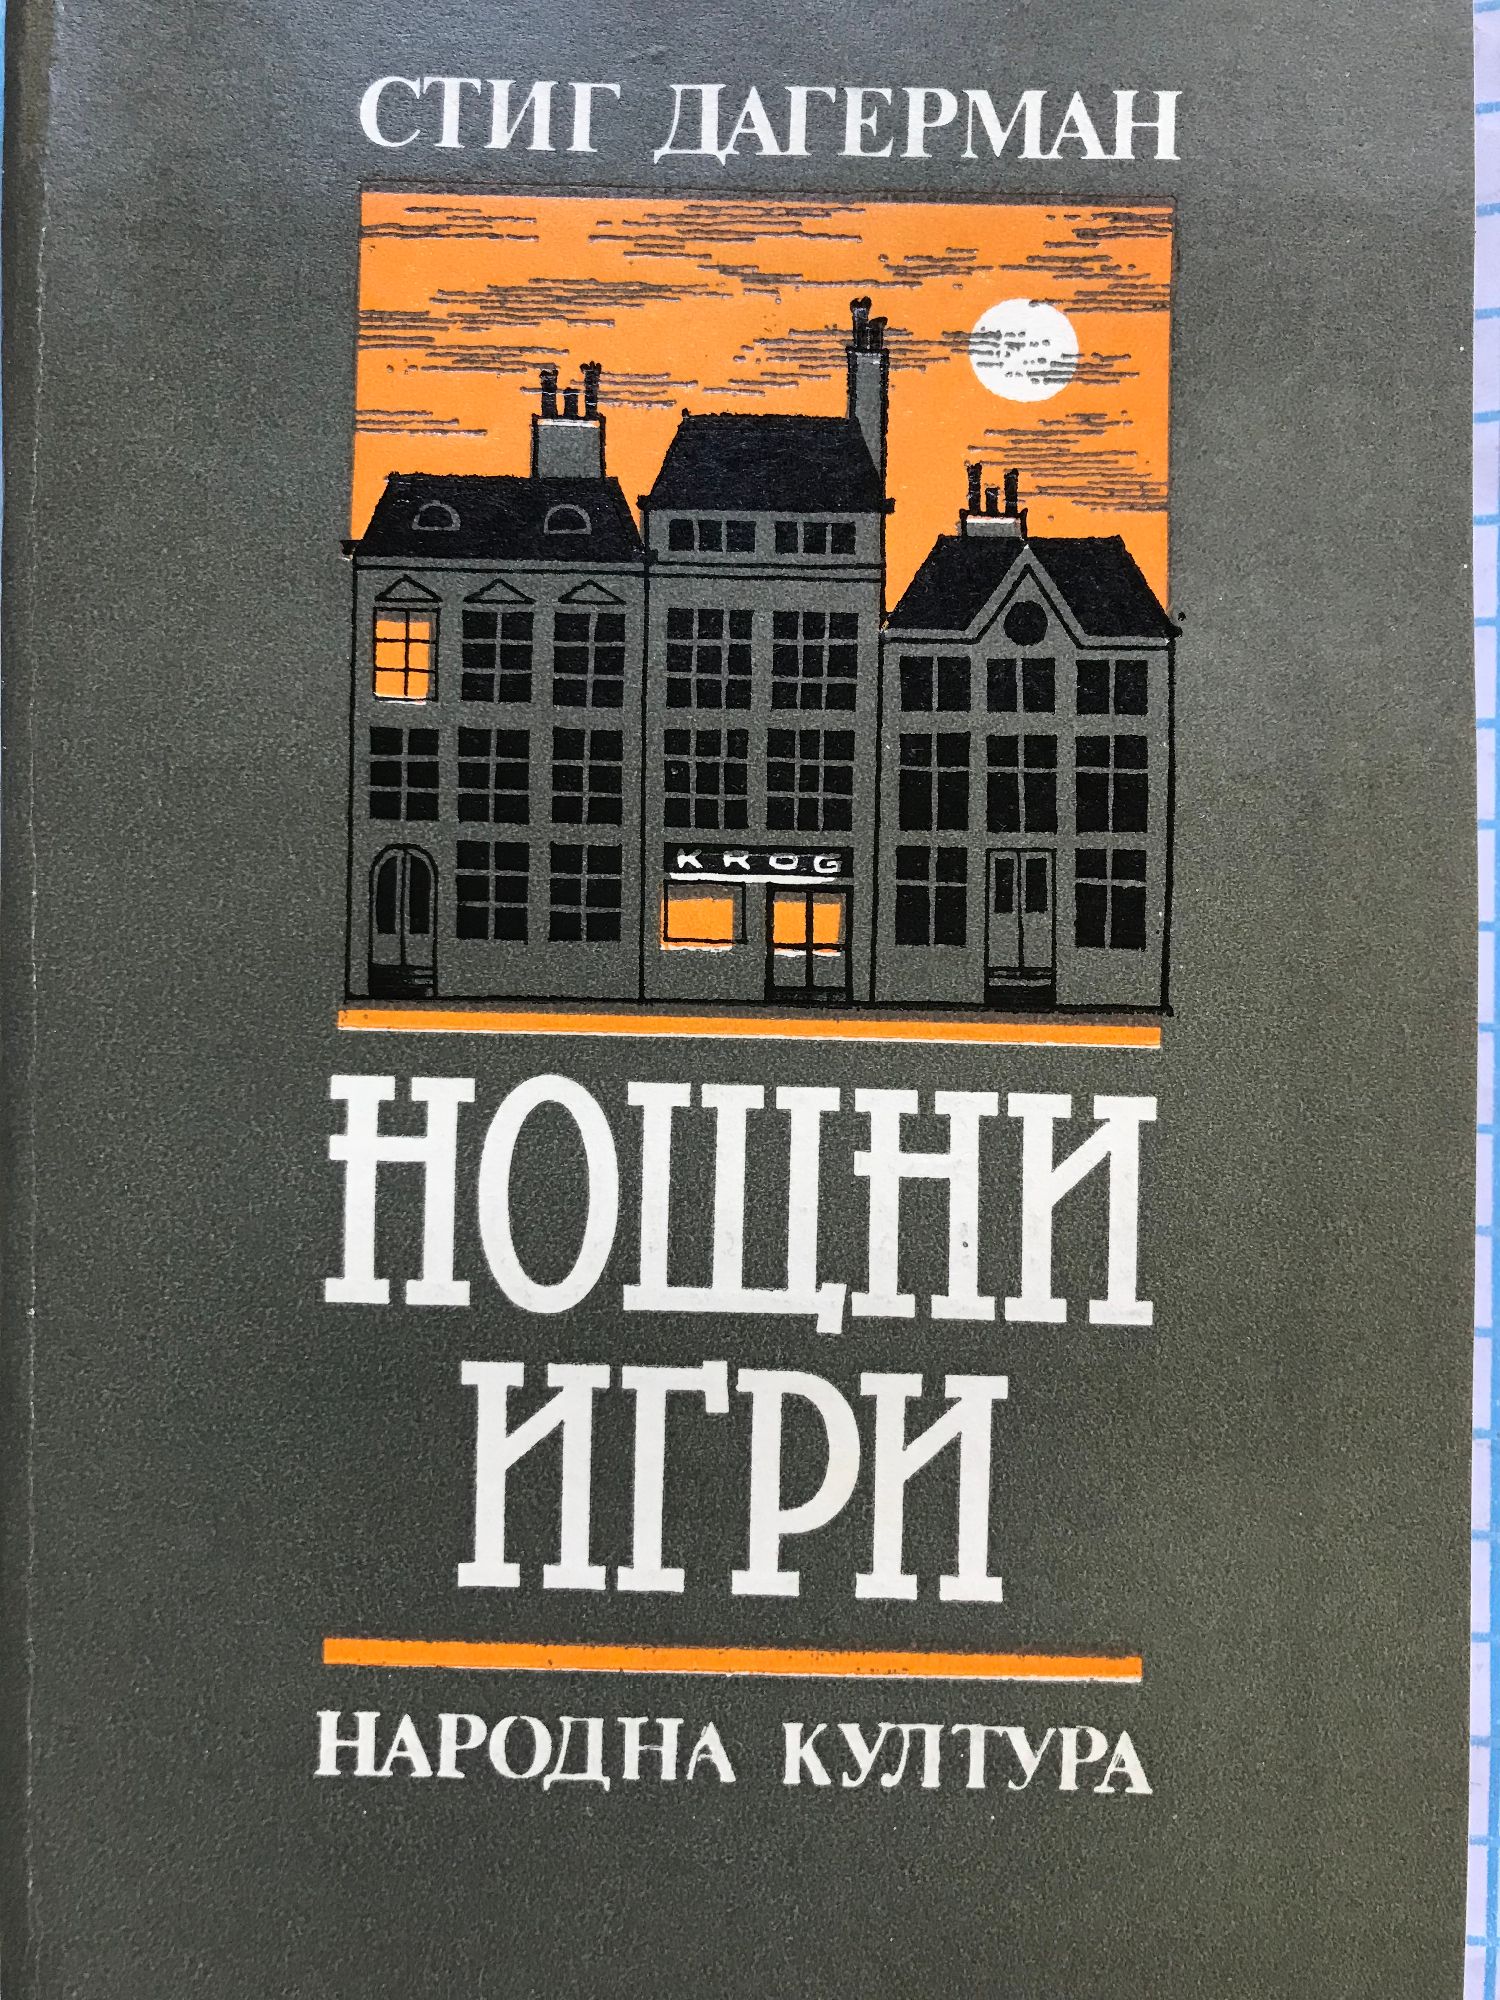 СТИГ ДАГЕРМАН
KROG
НОЩНИ
ИГРИ
НАРОДНА КУЛТУРА